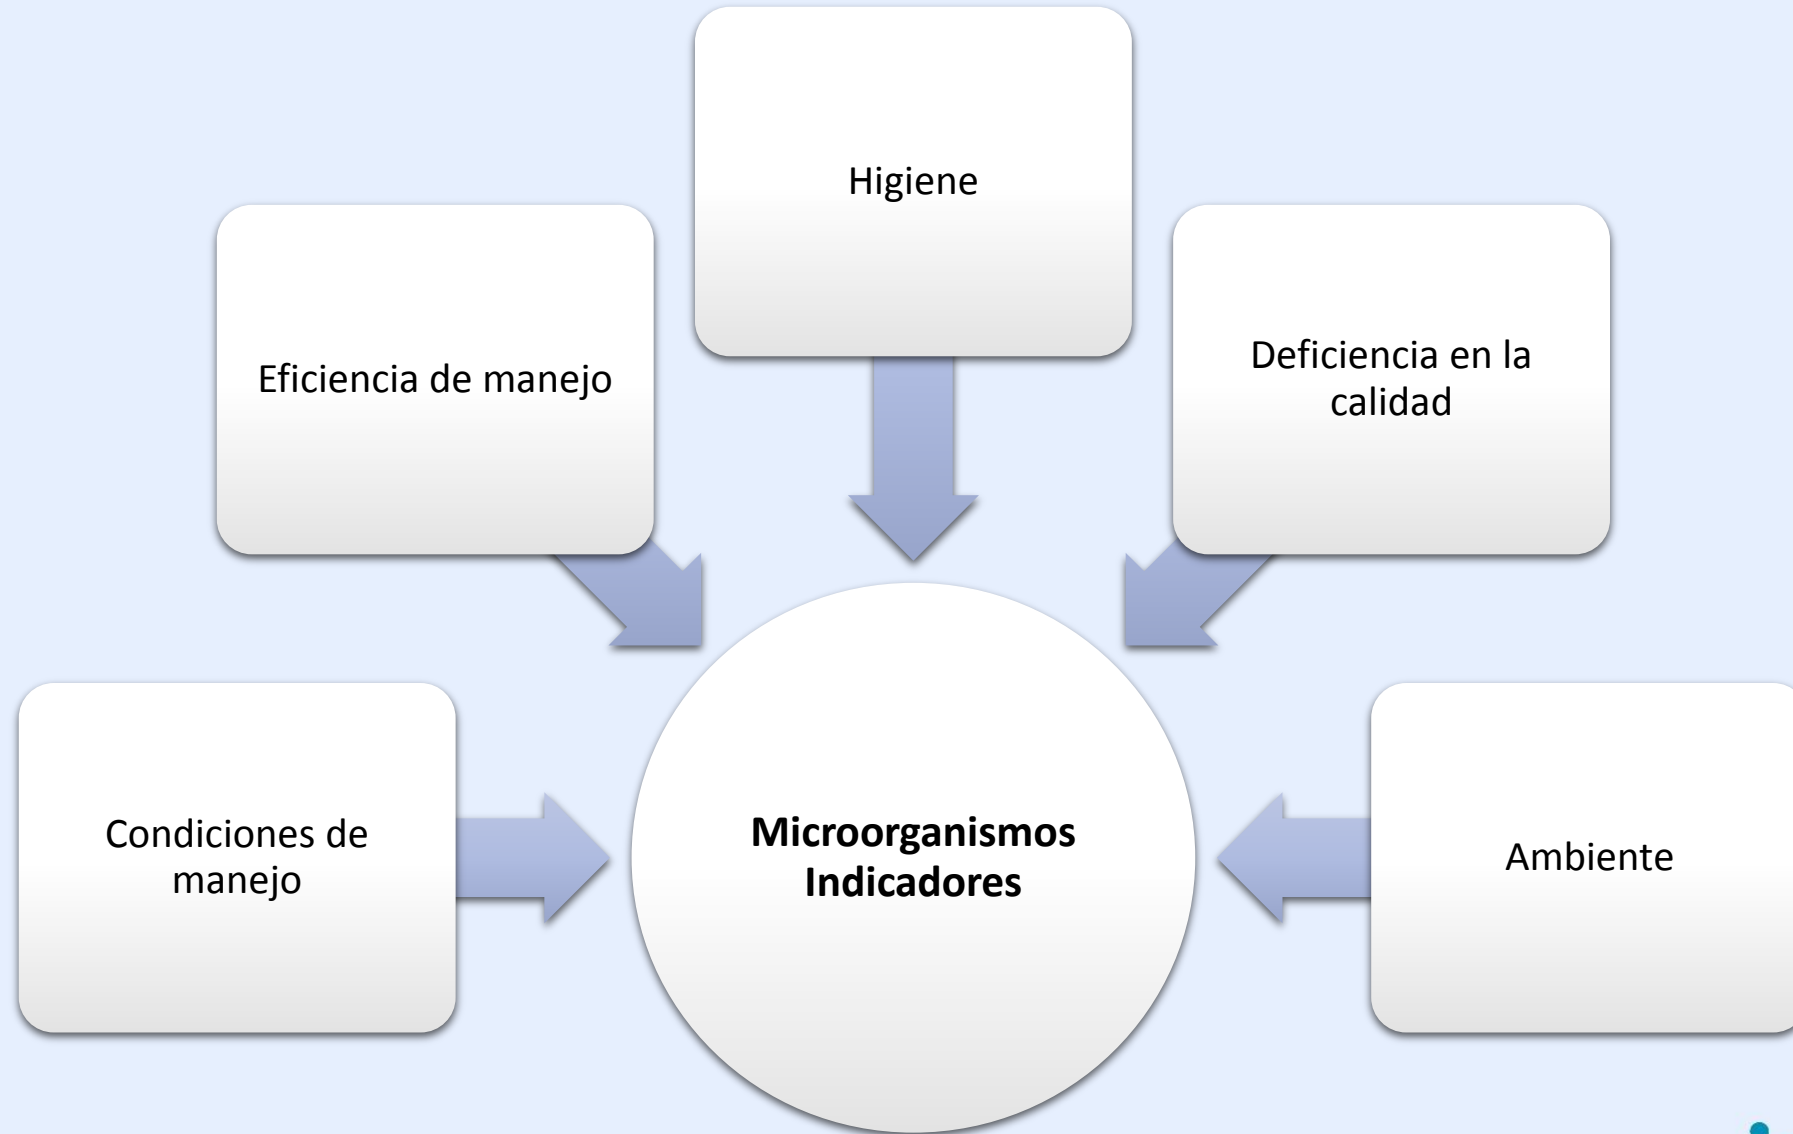 Higiene
Eficiencia de manejo
Deficiencia en la
calidad
Condiciones de
manejo
Microorganismos
Indicadores
Ambiente